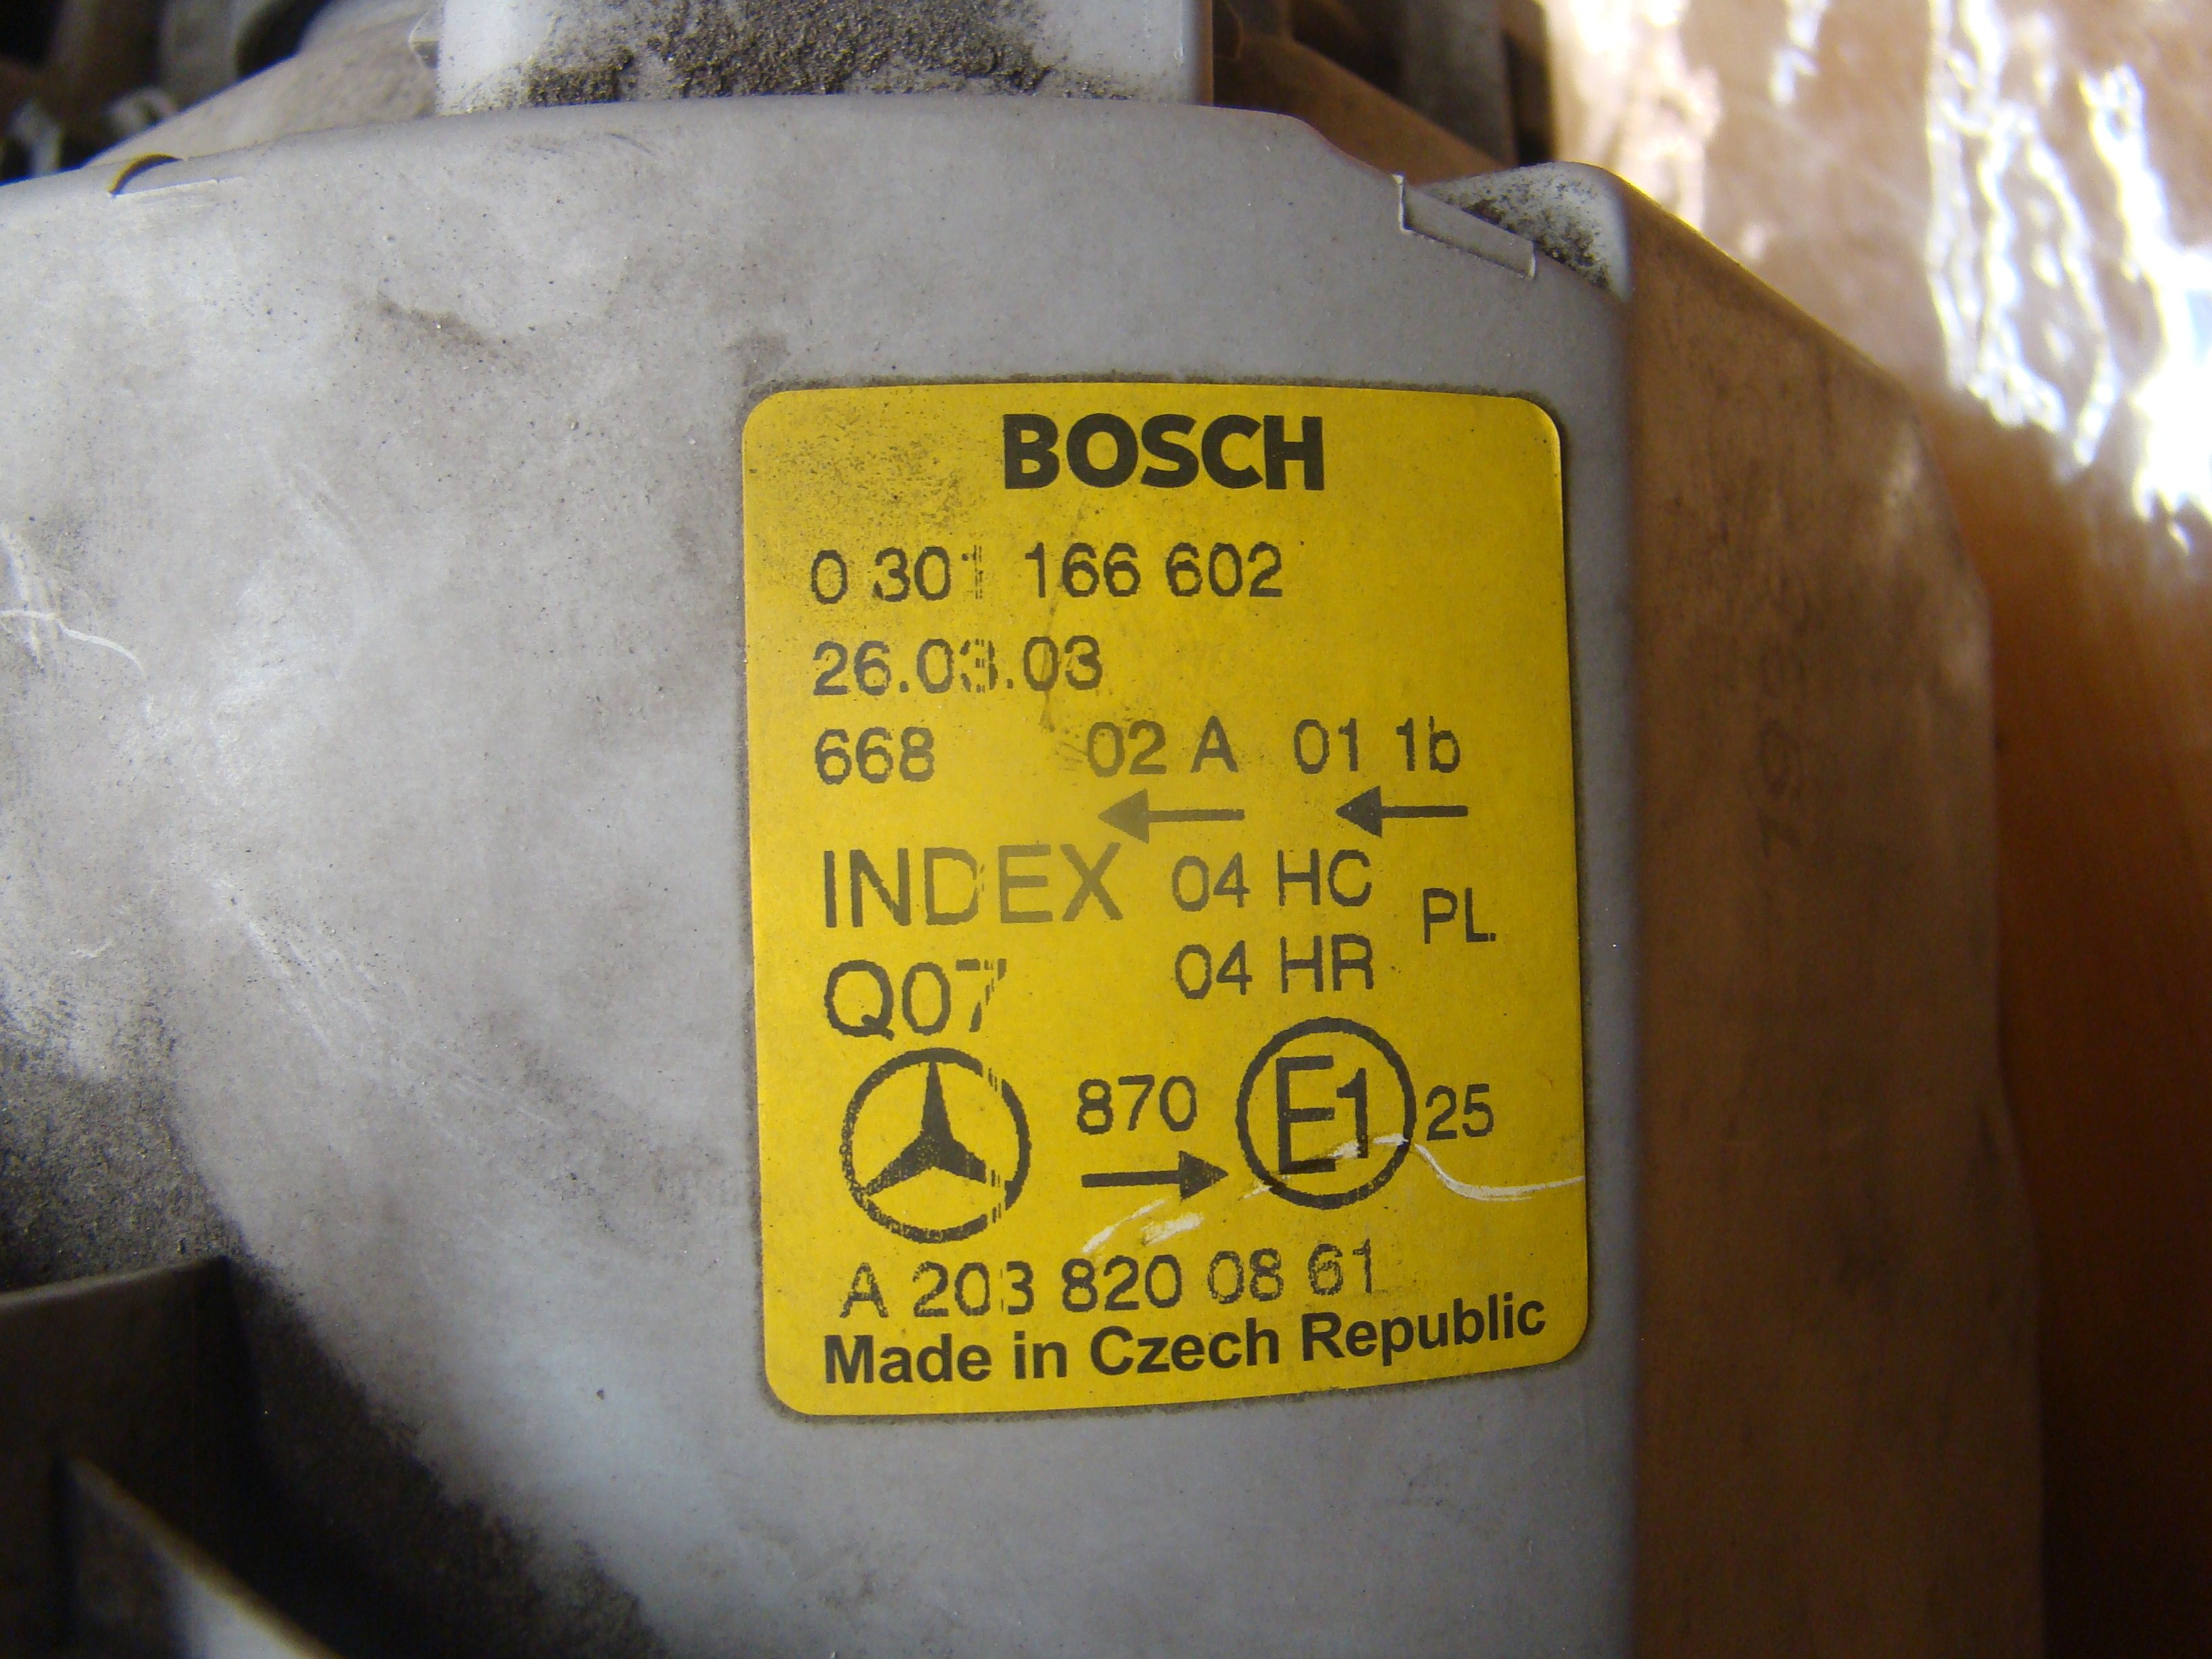 BOSCH
0 301 166 602
26.03.03
668 02 A 01 1b
INDEX 04 HC PL
Q07 04 HR
870 E1 25
A 203 820 08 61
Made in Czech Republic